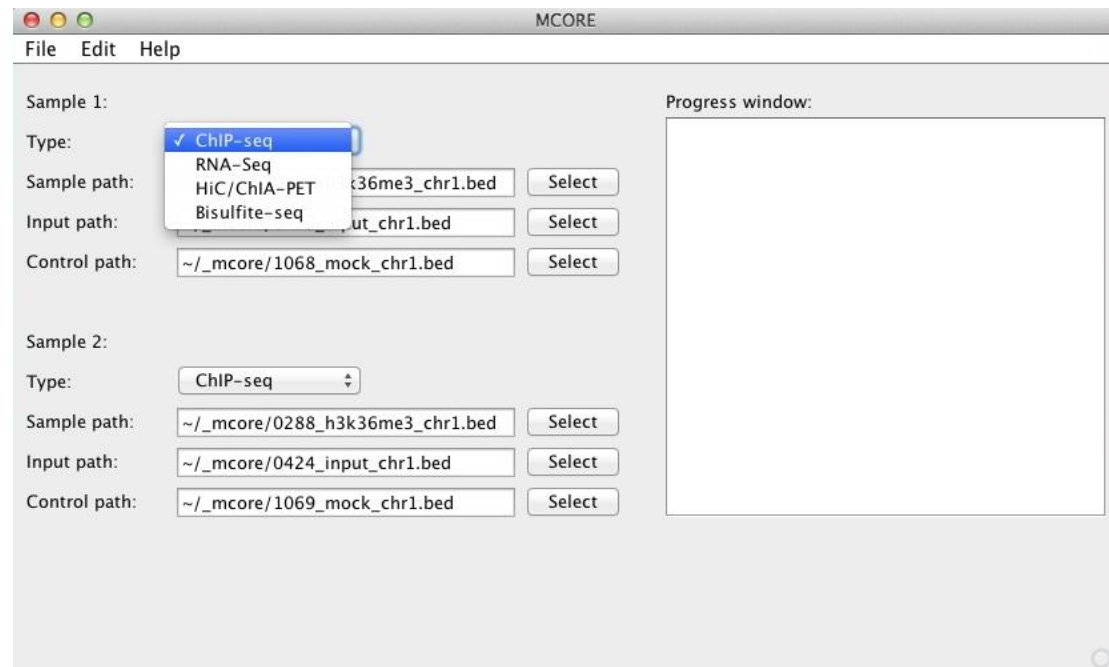 MCORE
File Edit Help
Sample 1:
Type:
✓ ChIP-seq
RNA-Seq
HiC/ChIA-PET
Bisulfite-seq
Sample path:
36me3_chr1.bed
Select
Input path:
ut_chr1.bed
Select
Control path:
~/_mcore/1068_mock_chr1.bed
Select
Sample 2:
Type:
ChIP-seq
Sample path:
~/_mcore/0288_h3k36me3_chr1.bed
Select
Input path:
~/_mcore/0424_input_chr1.bed
Select
Control path:
~/_mcore/1069_mock_chr1.bed
Select
Progress window: